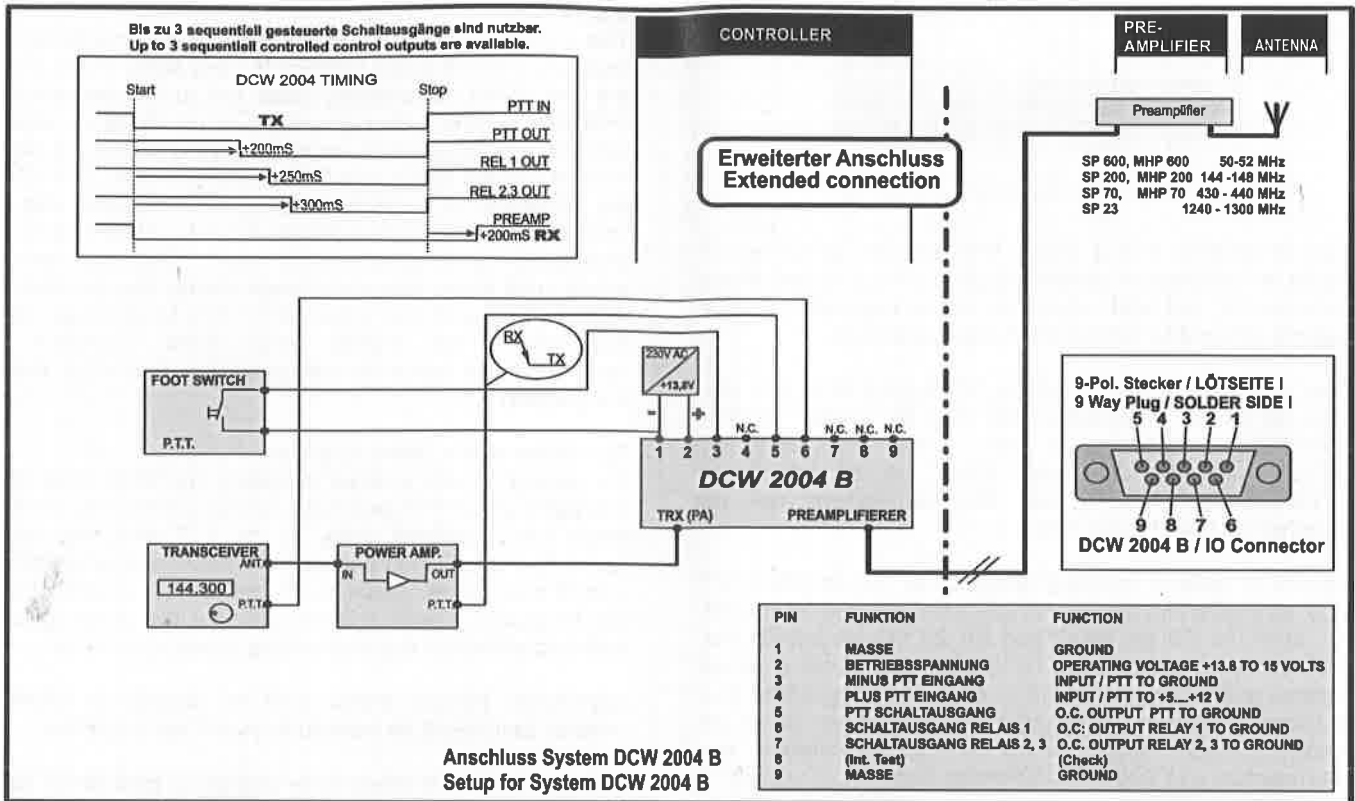 Bis zu 3 sequentiell gesteuerte Schaltausgänge sind nutzbar.
Up to 3 sequentiell controlled control outputs are available.
DCW 2004 TIMING
Start
Stop
PTT IN
TX
PTT OUT
+200mS
REL 1 OUT
+250mS
REL 2,3 OUT
+300mS
PREAMP
+200mS RX
CONTROLLER
PRE-
AMPLIFIER
ANTENNA
Preamplifier
Erweiterter Anschluss
Extended connection
SP 600, MHP 600 50-52 MHz
SP 200, MHP 200 144 -148 MHz
SP 70, MHP 70 430 - 440 MHz
SP 23 1240 - 1300 MHz
RX
TX
230V AC
+13,8V
- +
FOOT SWITCH
P.T.T.
N.C. N.C. N.C. N.C.
1 2 3 4 5 6 7 8 9
DCW 2004 B
TRX (PA) PREAMPLIFIERER
9-Pol. Stecker / LÖTSEITE !
9 Way Plug / SOLDER SIDE !
5 4 3 2 1
9 8 7 6
DCW 2004 B / IO Connector
TRANSCEIVER
ANT.
144.300
P.T.T
POWER AMP.
IN
OUT
P.T.T
PIN FUNKTION FUNCTION
1 MASSE GROUND
2 BETRIEBSSPANNUNG OPERATING VOLTAGE +13.8 TO 15 VOLTS
3 MINUS PTT EINGANG INPUT / PTT TO GROUND
4 PLUS PTT EINGANG INPUT / PTT TO +5....+12 V
5 PTT SCHALTAUSGANG O.C. OUTPUT PTT TO GROUND
6 SCHALTAUSGANG RELAIS 1 O.C: OUTPUT RELAY 1 TO GROUND
7 SCHALTAUSGANG RELAIS 2, 3 O.C. OUTPUT RELAY 2, 3 TO GROUND
8 (Int. Test) (Check)
9 MASSE GROUND
Anschluss System DCW 2004 B
Setup for System DCW 2004 B